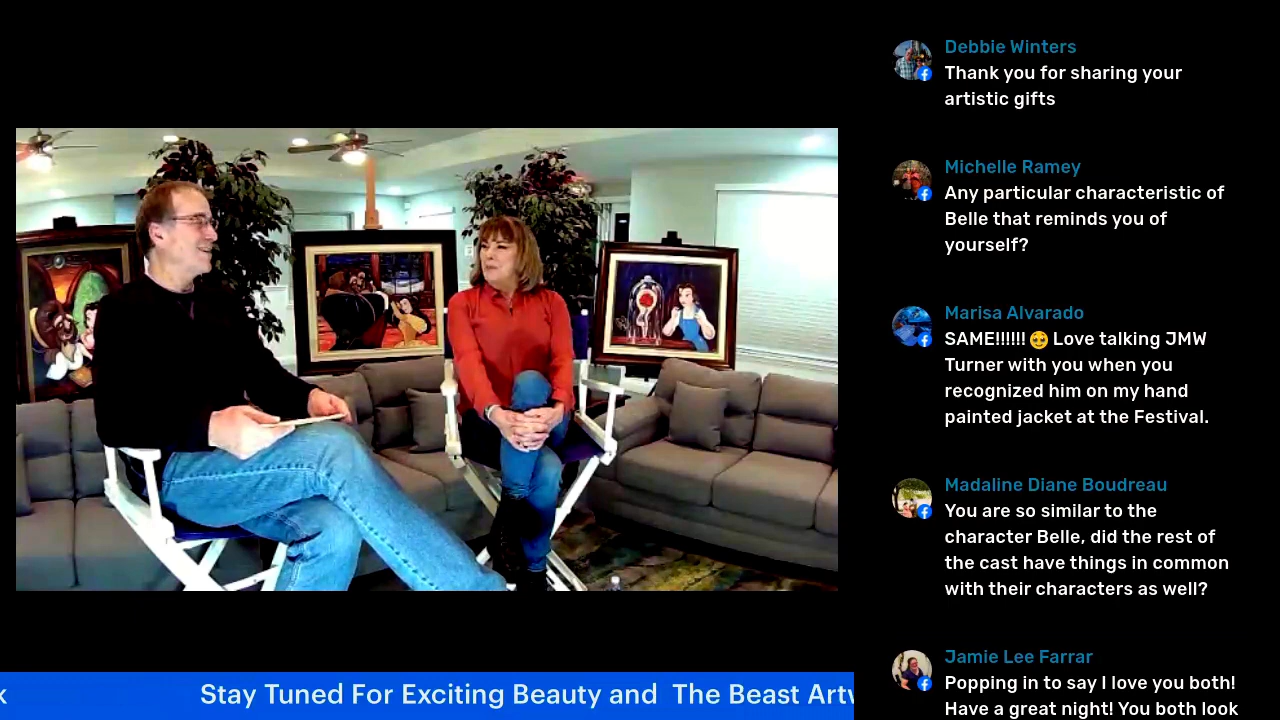 Debbie Winters
Thank you for sharing your
artistic gifts
Michelle Ramey
Any particular characteristic of
Belle that reminds you of
yourself?
Marisa Alvarado
SAME!!!!!! 🥹 Love talking JMW
Turner with you when you
recognized him on my hand
painted jacket at the Festival.
Madaline Diane Boudreau
You are so similar to the
character Belle, did the rest of
the cast have things in common
with their characters as well?
Jamie Lee Farrar
Popping in to say I love you both!
Have a great night! You both look
Stay Tuned For Exciting Beauty and The Beast